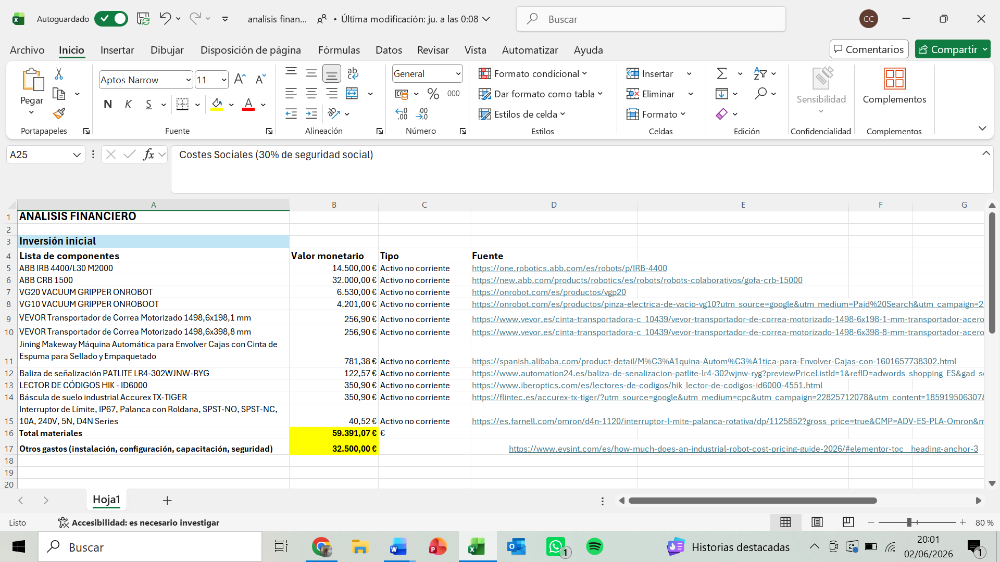 Autoguardado
analisis finan... • Última modificación: ju. a las 0:08
Buscar
CC
Archivo Inicio Insertar Dibujar Disposición de página Fórmulas Datos Revisar Vista Automatizar Ayuda
Comentarios Compartir
Pegar
Portapapeles
Aptos Narrow 11
N K S
Fuente
Alineación
General
% 000
Número
Formato condicional
Dar formato como tabla
Estilos de celda
Estilos
Insertar
Eliminar
Formato
Celdas
Edición
Sensibilidad
Confidencialidad
Complementos
Complementos
A25 fx Costes Sociales (30% de seguridad social)
A B C D E F G
1 ANALISIS FINANCIERO
2
3 Inversión inicial
4 Lista de componentes Valor monetario Tipo Fuente
5 ABB IRB 4400/L30 M2000 14.500,00 € Activo no corriente https://one.robotics.abb.com/es/robots/p/IRB-4400
6 ABB CRB 1500 32.000,00 € Activo no corriente https://new.abb.com/products/robotics/es/robots/robots-colaborativos/gofa-crb-15000
7 VG20 VACUUM GRIPPER ONROBOT 6.530,00 € Activo no corriente https://onrobot.com/es/productos/vgp20
8 VG10 VACUUM GRIPPER ONROBOOT 4.201,00 € Activo no corriente https://onrobot.com/es/productos/pinza-electrica-de-vacio-vg10?utm_source=google&utm_medium=Paid%20Search&utm_campaign=2
9 VEVOR Transportador de Correa Motorizado 1498,6x198,1 mm 256,90 € Activo no corriente https://www.vevor.es/cinta-transportadora-c_10439/vevor-transportador-de-correa-motorizado-1498-6x198-1-mm-transportador-acero
10 VEVOR Transportador de Correa Motorizado 1498,6x398,8 mm 256,90 € Activo no corriente https://www.vevor.es/cinta-transportadora-c_10439/vevor-transportador-de-correa-motorizado-1498-6x398-8-mm-transportador-acero
Jining Makeway Máquina Automática para Envolver Cajas con Cinta de
11 Espuma para Sellado y Empaquetado 781,38 € Activo no corriente https://spanish.alibaba.com/product-detail/M%C3%A1quina-Autom%C3%A1tica-para-Envolver-Cajas-con-1601657738302.html
12 Baliza de señalización PATLITE LR4-302WJNW-RYG 122,57 € Activo no corriente https://www.automation24.es/baliza-de-senalizacion-patlite-lr4-302wjnw-ryg?previewPriceListId=1&refID=adwords_shopping_ES&gad_s
13 LECTOR DE CÓDIGOS HIK - ID6000 350,90 € Activo no corriente https://www.iberoptics.com/es/lectores-de-codigos/hik_lector-de-codigos-id6000-4551.html
14 Báscula de suelo industrial Accurex TX-TIGER 350,90 € Activo no corriente https://flintec.es/accurex-tx-tiger/?utm_source=google&utm_medium=cpc&utm_campaign=22825712078&utm_content=185919506307&
Interruptor de Límite, IP67, Palanca con Roldana, SPST-NO, SPST-NC,
15 10A, 240V, 5N, D4N Series 40,52 € Activo no corriente https://es.farnell.com/omron/d4n-1120/interruptor-l-mite-palanca-rotativa/dp/1125852?gross_price=true&CMP=ADV-ES-PLA-Omron&m
16 Total materiales 59.391,07 € €
17 Otros gastos (instalación, configuración, capacitación, seguridad) 32.500,00 € https://www.evsint.com/es/how-much-does-an-industrial-robot-cost-pricing-guide-2026/#elementor-toc__heading-anchor-3
18
19
20
Hoja1
Listo Accesibilidad: es necesario investigar 80 %
Buscar
1
Historias destacadas
20:01
02/06/2026
1